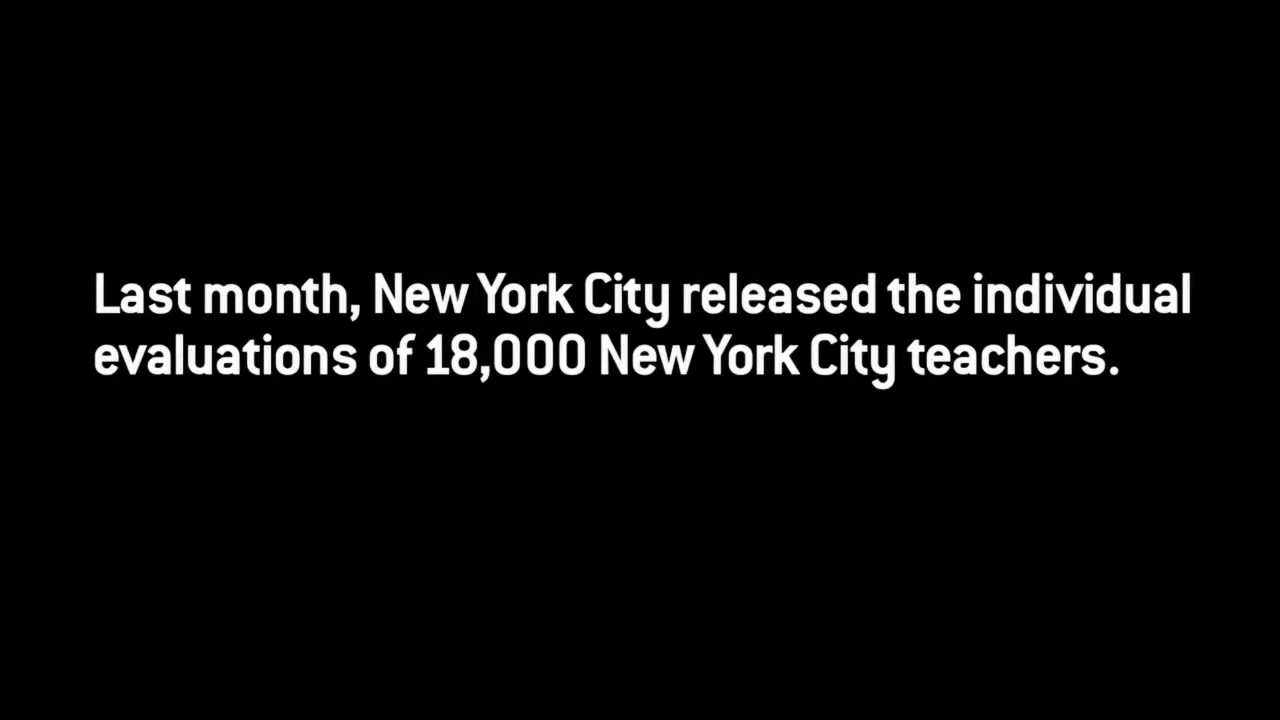 Last month, New York City released the individual
evaluations of 18,000 New York City teachers.